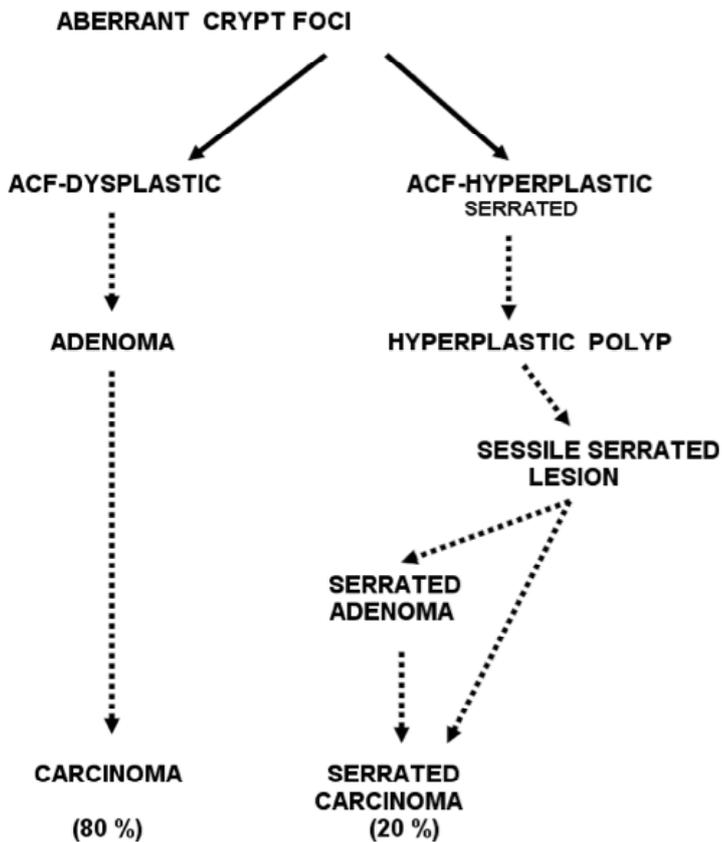 ABERRANT CRYPT FOCI
ACF-DYSPLASTIC
ACF-HYPERPLASTIC
SERRATED
ADENOMA
HYPERPLASTIC POLYP
SESSILE SERRATED
LESION
SERRATED
ADENOMA
CARCINOMA
(80 %)
SERRATED
CARCINOMA
(20 %)